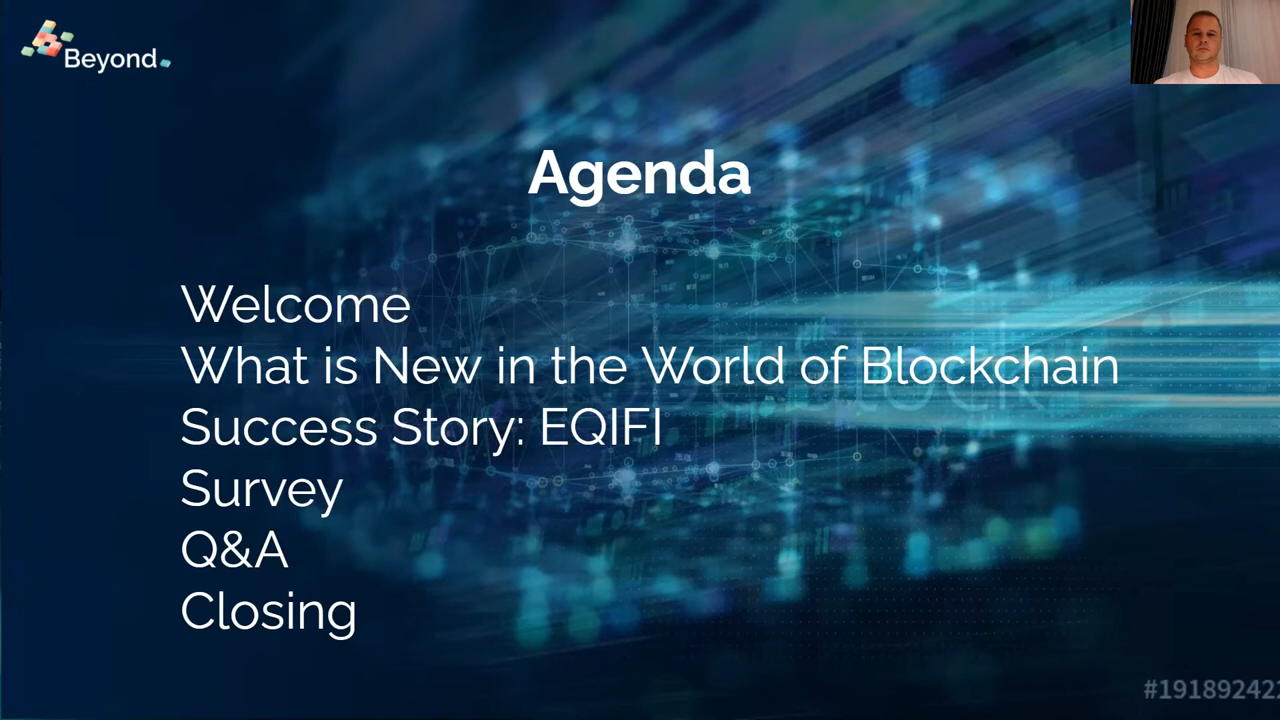 Beyond
Agenda
Welcome
What is New in the World of Blockchain
Success Story: EQIFI
Survey
Q&A
Closing